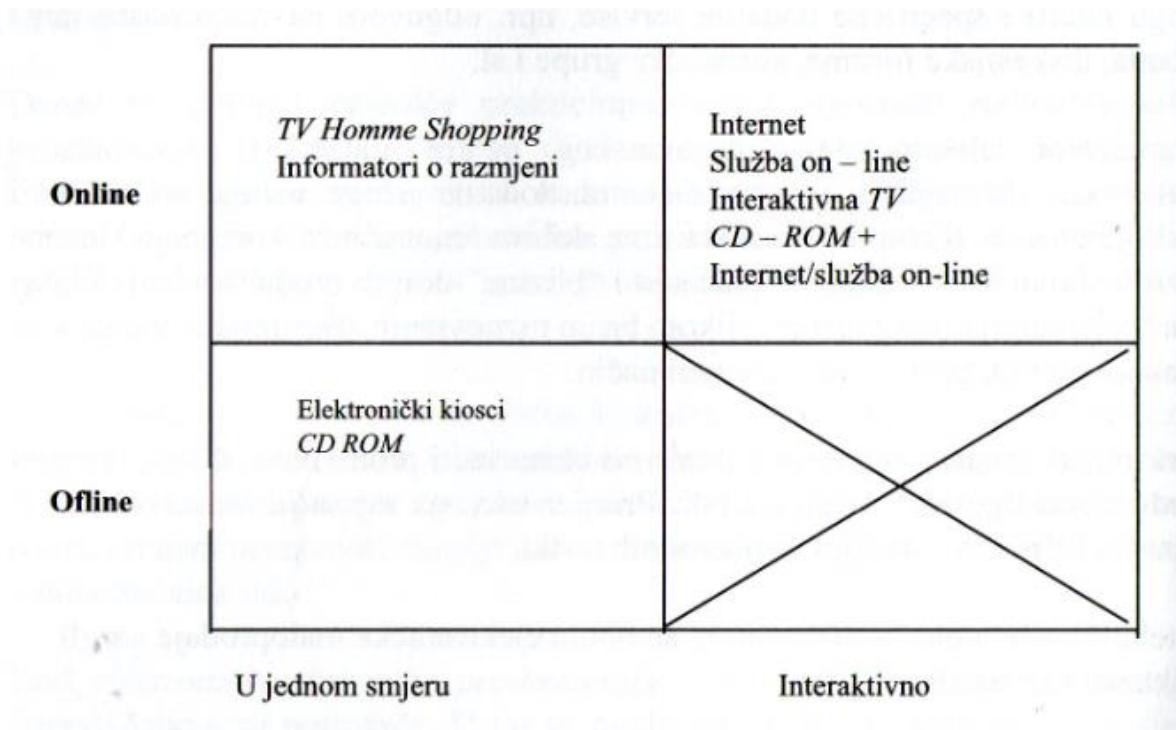 TV Homme Shopping
Informatori o razmjeni
Online
Internet
Služba on – line
Interaktivna TV
CD – ROM +
Internet/služba on-line
Elektronički kiosci
CD ROM
Ofline
U jednom smjeru
Interaktivno